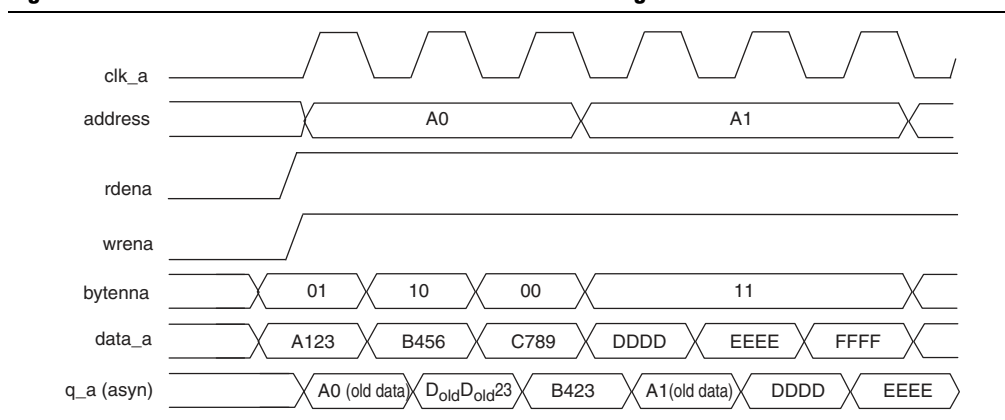 clk_a
address A0 A1
rdena
wrena
bytenna 01 10 00 11
data_a A123 B456 C789 DDDD EEEE FFFF
q_a (asyn) A0 (old data) DoldDold23 B423 A1(old data) DDDD EEEE